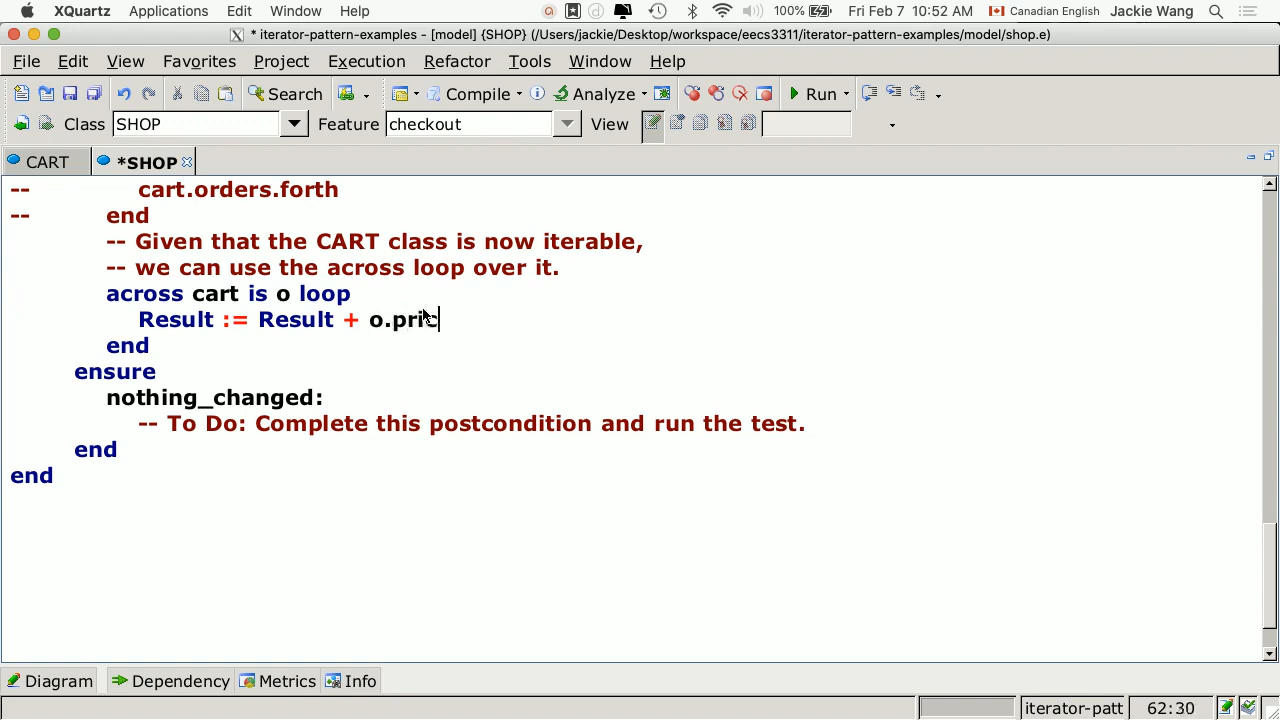 XQuartz Applications Edit Window Help 100% Fri Feb 7 10:52 AM Canadian English Jackie Wang
* iterator-pattern-examples - [model] {SHOP} (/Users/jackie/Desktop/workspace/eecs3311/iterator-pattern-examples/model/shop.e)
File Edit View Favorites Project Execution Refactor Tools Window Help
Search Compile Analyze Run
Class SHOP Feature checkout View
CART *SHOP
-- cart.orders.forth
-- end
-- Given that the CART class is now iterable,
-- we can use the across loop over it.
across cart is o loop
Result := Result + o.pric
end
ensure
nothing_changed:
-- To Do: Complete this postcondition and run the test.
end
end
Diagram Dependency Metrics Info
iterator-patt 62:30